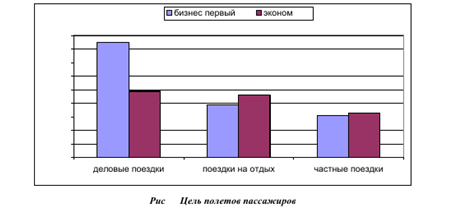 бизнес первый эконом
деловые поездки поездки на отдых частные поездки
Рис Цель полетов пассажиров